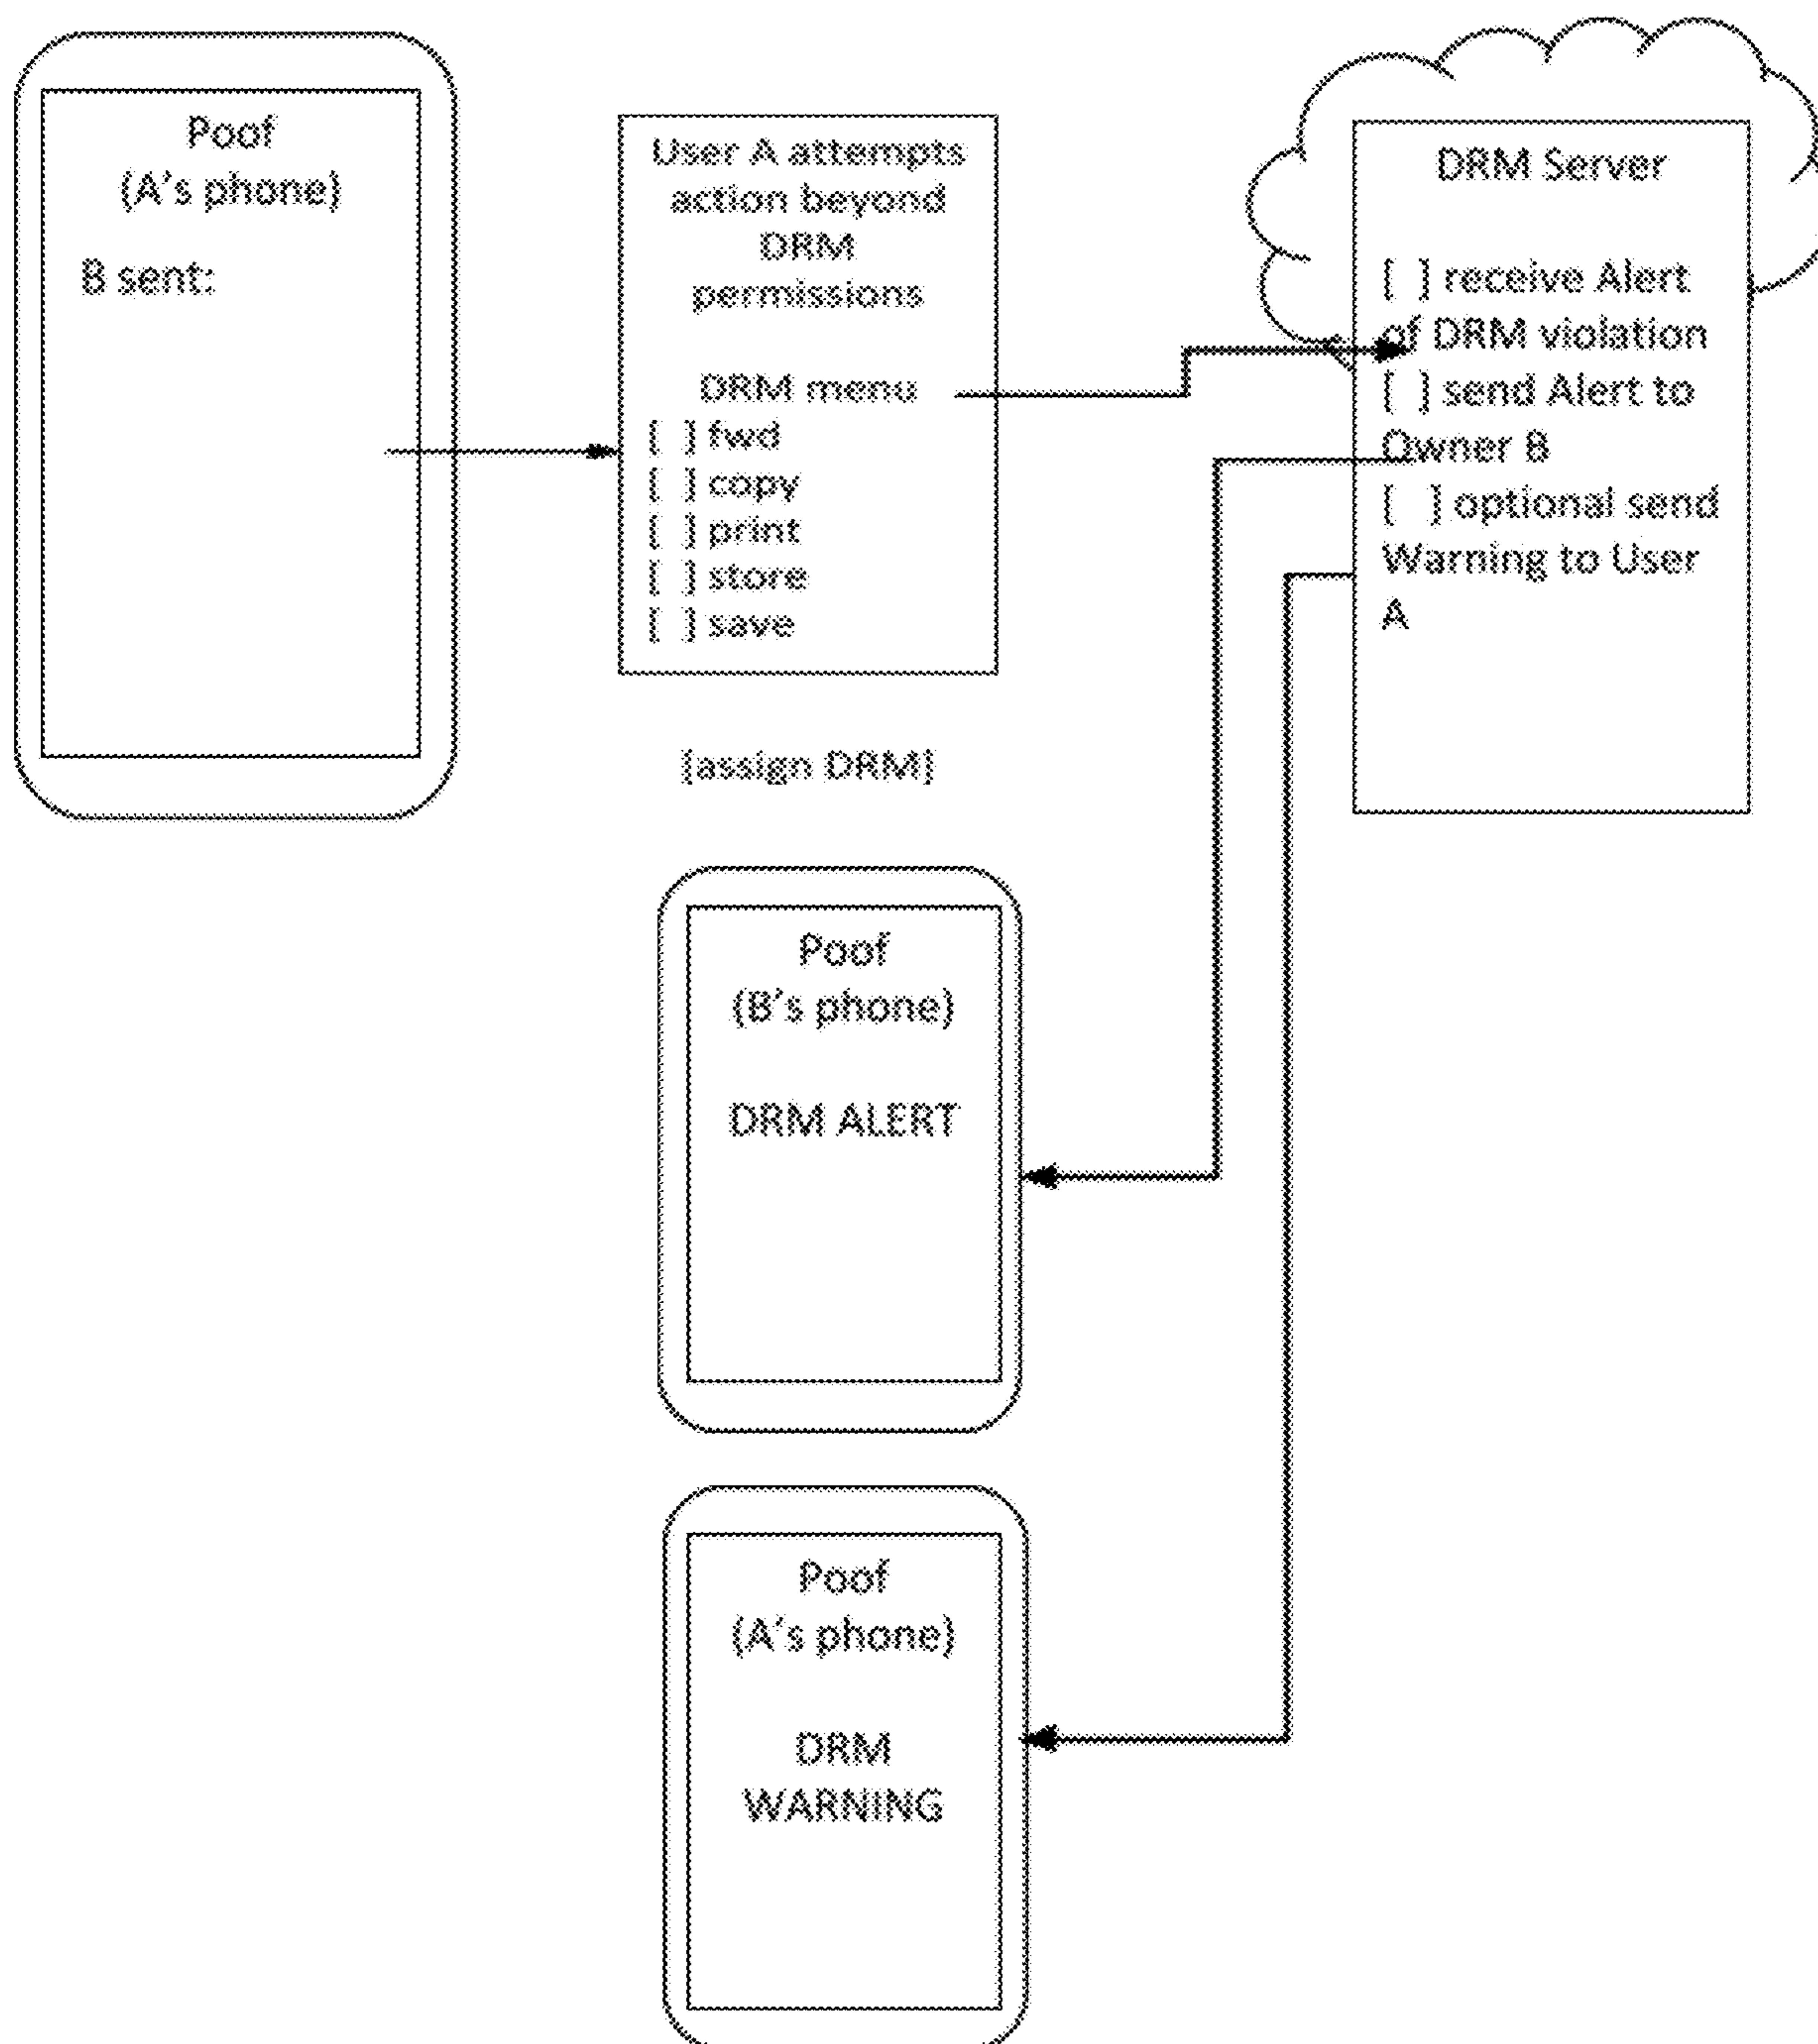 Poof
(A's phone)
B sent:
User A attempts
action beyond
DRM
permissions
DRM menu
[ ] fwd
[ ] copy
[ ] print
[ ] store
[ ] save
[assign DRM]
DRM Server
[ ] receive Alert
of DRM violation
[ ] send Alert to
Owner B
[ ] optional send
Warning to User
A
Poof
(B's phone)
DRM ALERT
Poof
(A's phone)
DRM
WARNING